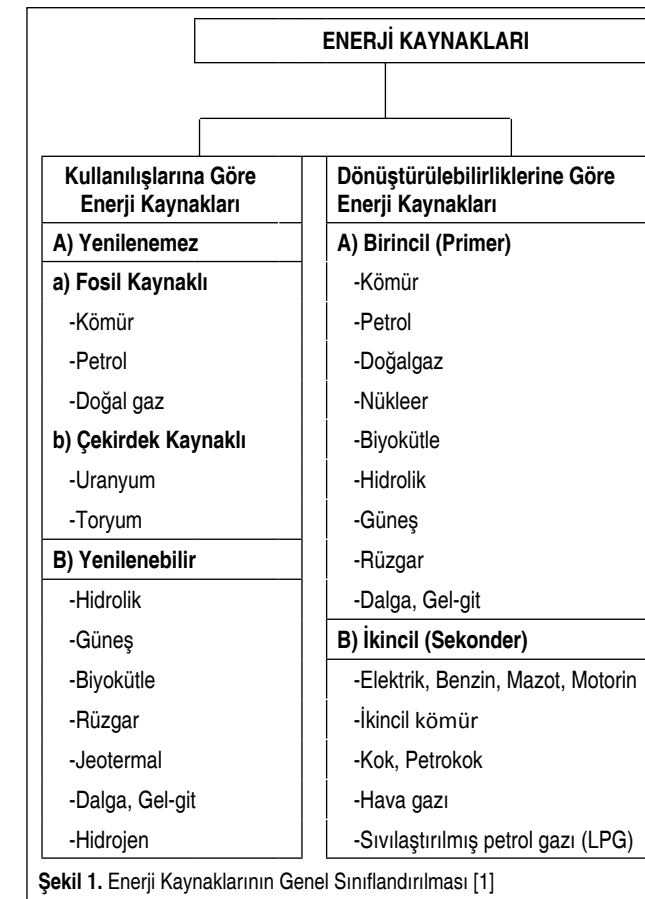 ENERJİ KAYNAKLARI
Kullanılışlarına Göre
Enerji Kaynakları
A) Yenilenemez
a) Fosil Kaynaklı
-Kömür
-Petrol
-Doğal gaz
b) Çekirdek Kaynaklı
-Uranyum
-Toryum
B) Yenilenebilir
-Hidrolik
-Güneş
-Biyokütle
-Rüzgar
-Jeotermal
-Dalga, Gel-git
-Hidrojen
Dönüştürülebilirliklerine Göre
Enerji Kaynakları
A) Birincil (Primer)
-Kömür
-Petrol
-Doğalgaz
-Nükleer
-Biyokütle
-Hidrolik
-Güneş
-Rüzgar
-Dalga, Gel-git
B) İkincil (Sekonder)
-Elektrik, Benzin, Mazot, Motorin
-İkincil kömür
-Kok, Petrokok
-Hava gazı
-Sıvılaştırılmış petrol gazı (LPG)
Şekil 1. Enerji Kaynaklarının Genel Sınıflandırılması [1]